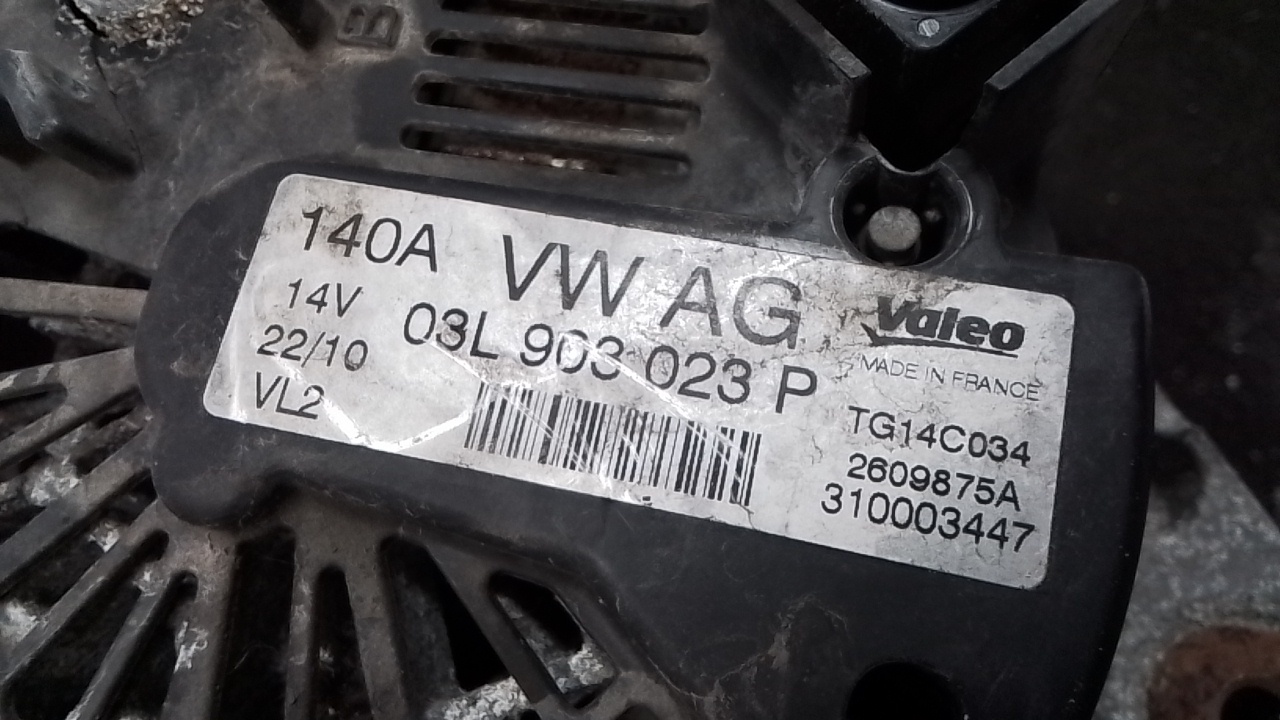 140A VW AG Valeo
14V 03L 903 023 P MADE IN FRANCE
22/10 TG14C034
VL2 2609875A
310003447